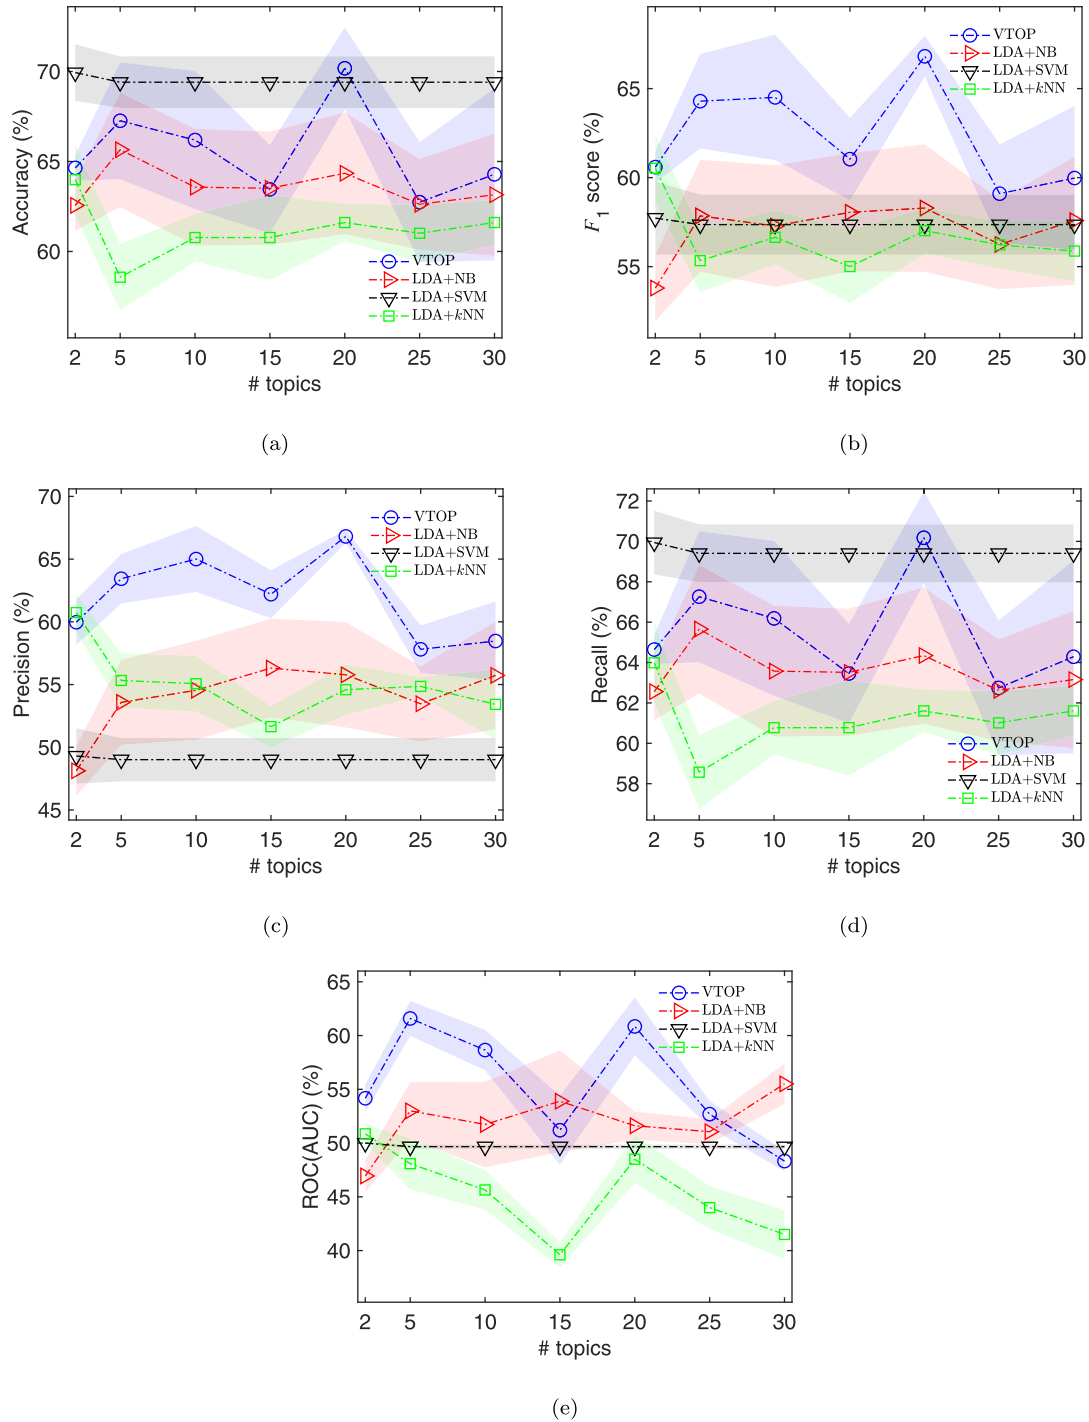 70
65
60
Accuracy (%)
VTOP
LDA+NB
LDA+SVM
LDA+kNN
2 5 10 15 20 25 30
# topics
(a)
65
60
55
F1 score (%)
VTOP
LDA+NB
LDA+SVM
LDA+kNN
2 5 10 15 20 25 30
# topics
(b)
70
65
60
55
50
45
Precision (%)
VTOP
LDA+NB
LDA+SVM
LDA+kNN
2 5 10 15 20 25 30
# topics
(c)
72
70
68
66
64
62
60
58
Recall (%)
VTOP
LDA+NB
LDA+SVM
LDA+kNN
2 5 10 15 20 25 30
# topics
(d)
65
60
55
50
45
40
ROC(AUC) (%)
VTOP
LDA+NB
LDA+SVM
LDA+kNN
2 5 10 15 20 25 30
# topics
(e)